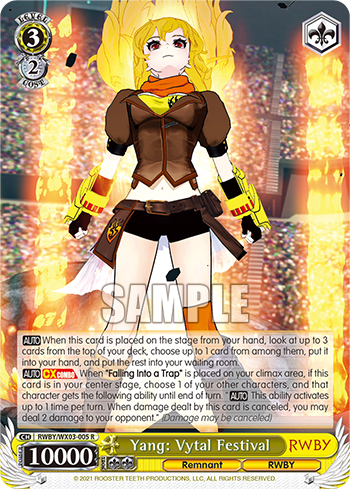 LEVEL
3
2
COST
SAMPLE
AUTO When this card is placed on the stage from your hand, look at up to 3
cards from the top of your deck, choose up to 1 card from among them, put it
into your hand, and put the rest into your waiting room.
AUTO CX COMBO When "Falling Into a Trap" is placed on your climax area, if this
card is in your center stage, choose 1 of your other characters, and that
character gets the following ability until end of turn. "AUTO This ability activates
up to 1 time per turn. When damage dealt by this card is canceled, you may
deal 2 damage to your opponent." (Damage may be canceled)
CH RWBY/WX03-005 R
Yang: Vytal Festival RWBY
10000
Remnant RWBY
© 2021 ROOSTER TEETH PRODUCTIONS, LLC / ALL RIGHTS RESERVED